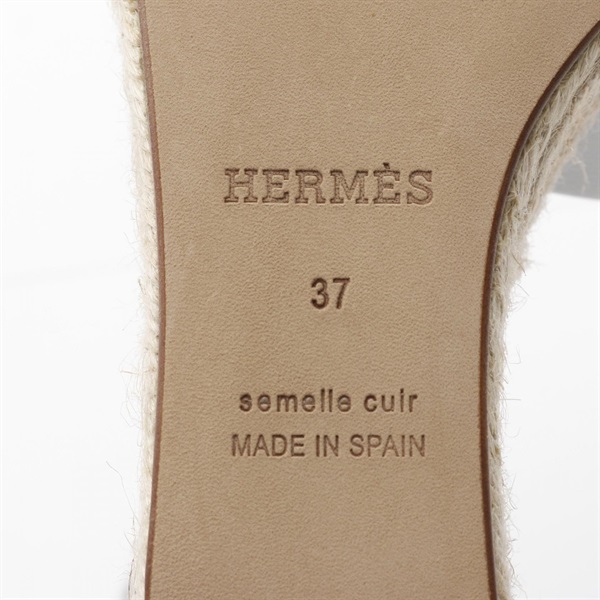 HERMÈS
37
semelle cuir
MADE IN SPAIN